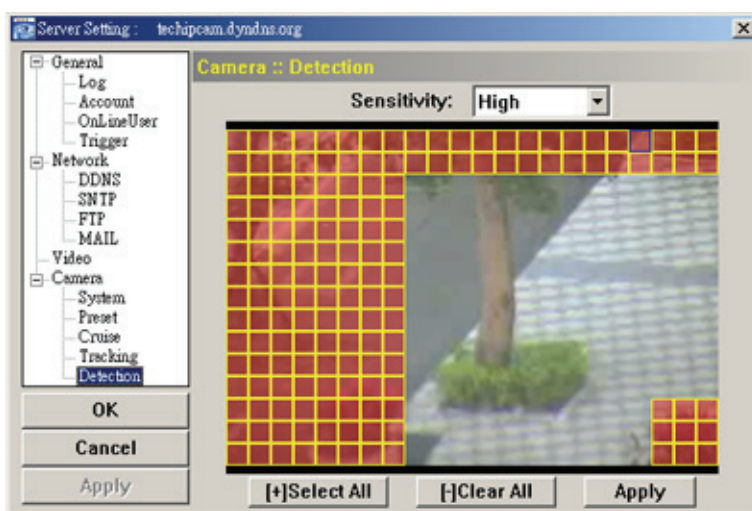 Server Setting : techipcam.dyndns.org
General
Log
Account
OnLineUser
Trigger
Network
DDNS
SNTP
FTP
MAIL
Video
Camera
System
Preset
Cruise
Tracking
Detection
OK
Cancel
Apply
Camera :: Detection
Sensitivity: High
[+]Select All [-]Clear All Apply